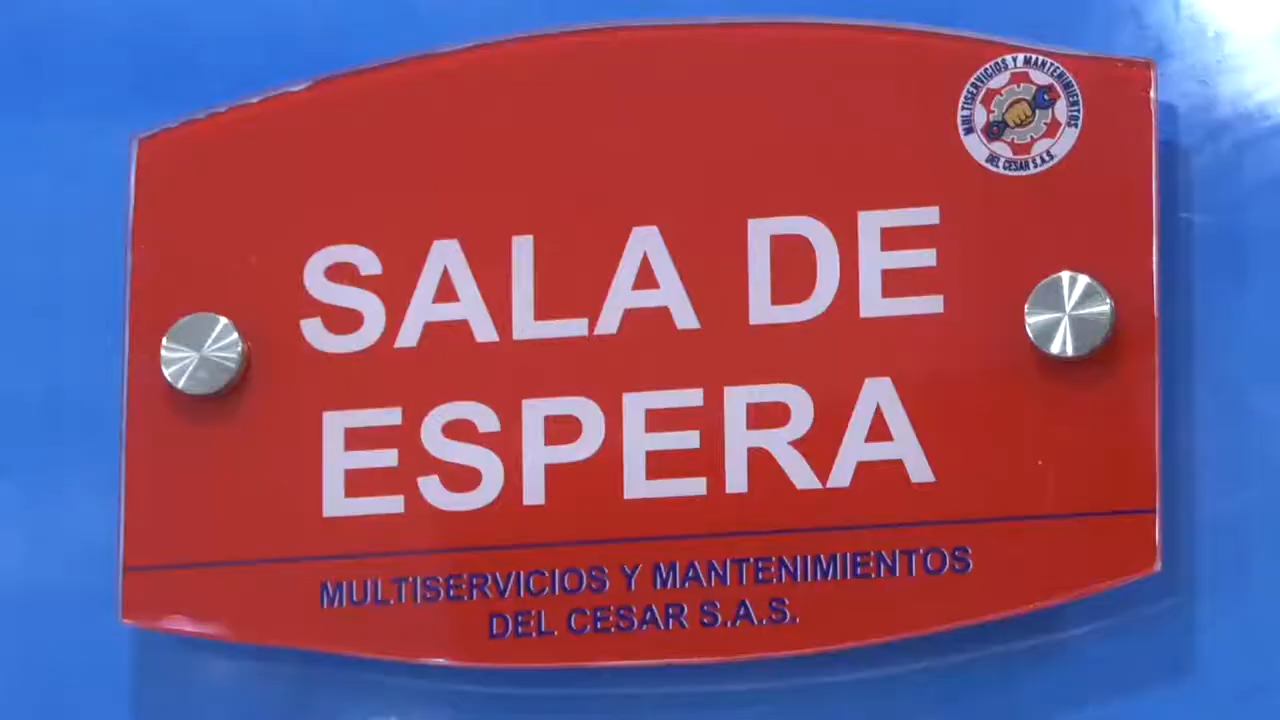 MULTISERVICIOS Y MANTENIMIENTOS
DEL CESAR S.A.S.
SALA DE
ESPERA
MULTISERVICIOS Y MANTENIMIENTOS
DEL CESAR S.A.S.